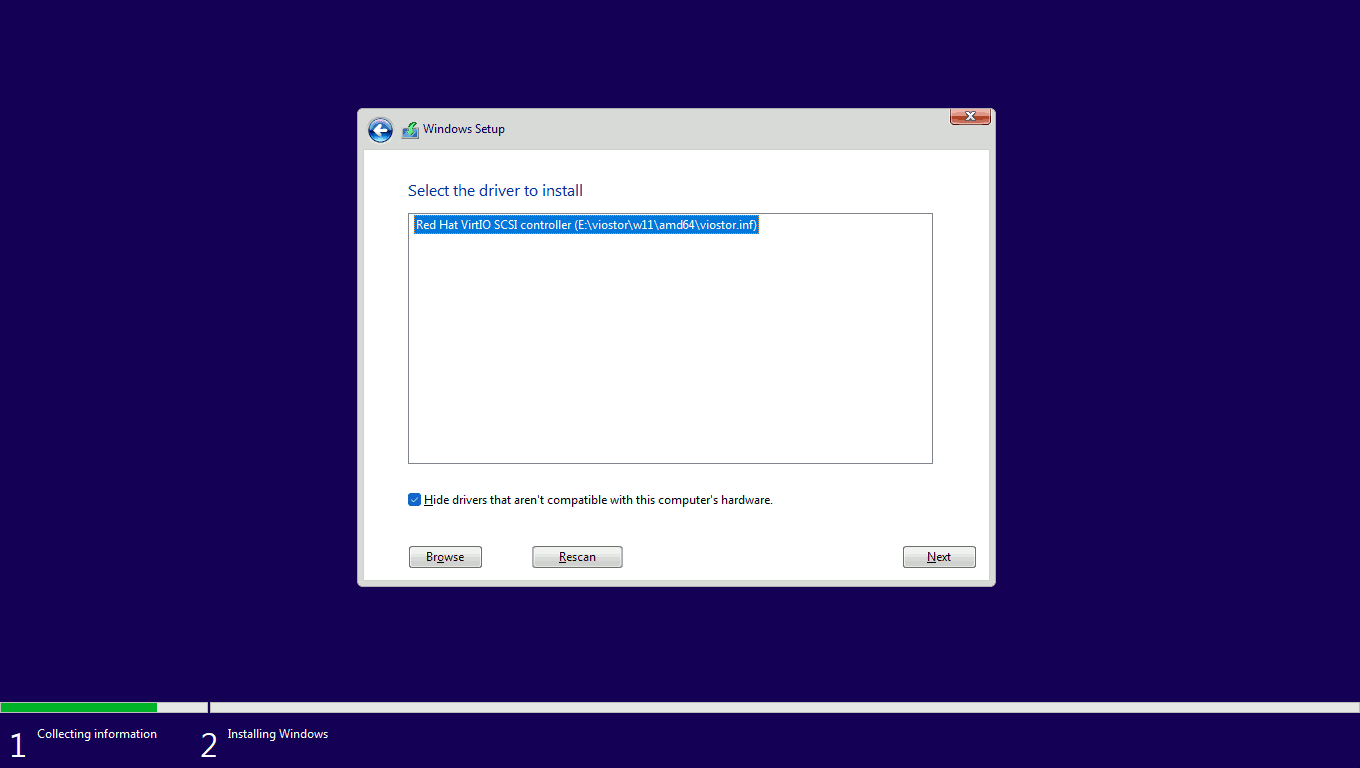 Windows Setup
Select the driver to install
Red Hat VirtIO SCSI controller (E:\viostor\w11\amd64\viostor.inf)
Hide drivers that aren't compatible with this computer's hardware.
Browse
Rescan
Next
1 Collecting information
2 Installing Windows